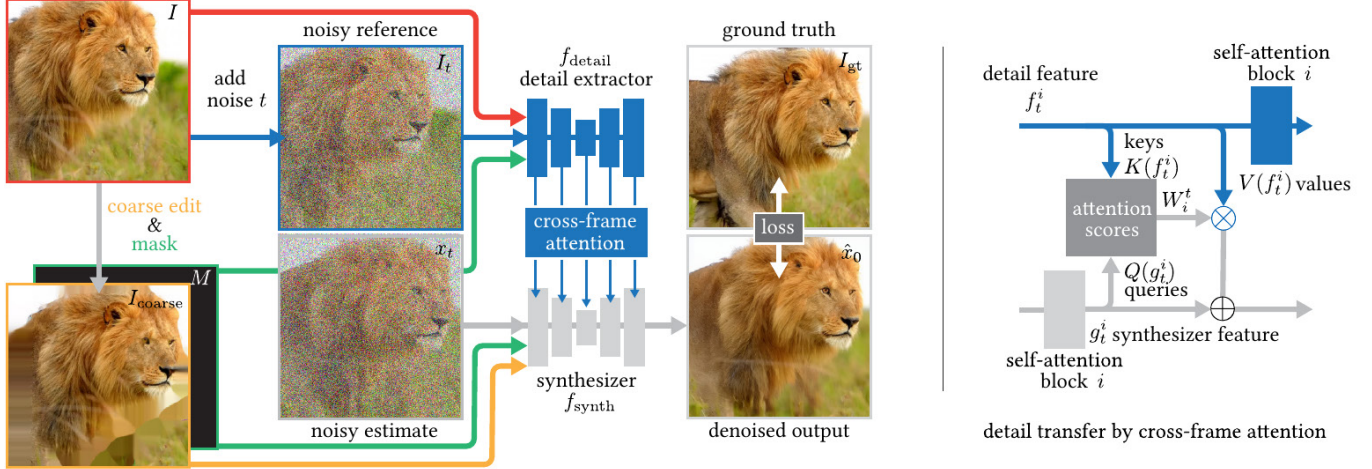 I
add
noise t
coarse edit
&
mask
M
I_coarse
noisy reference
I_t
x_t
noisy estimate
f_detail
detail extractor
cross-frame
attention
synthesizer
f_synth
ground truth
I_gt
loss
x̂_0
denoised output
detail feature
f_t^i
self-attention
block i
keys
K(f_t^i)
V(f_t^i) values
attention
scores
W_i^t
Q(g_t^i)
queries
g_t^i synthesizer feature
self-attention
block i
detail transfer by cross-frame attention